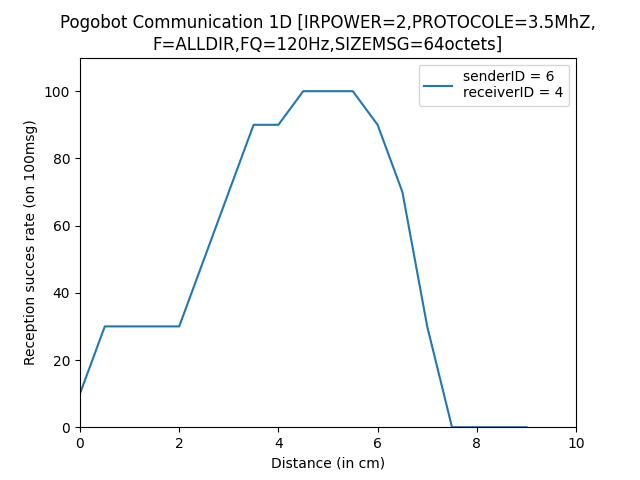 Pogobot Communication 1D [IRPOWER=2,PROTOCOLE=3.5MhZ,
F=ALLDIR,FQ=120Hz,SIZEMSG=64octets]
senderID = 6
receiverID = 4
Reception succes rate (on 100msg)
100
80
60
40
20
0
0 2 4 6 8 10
Distance (in cm)